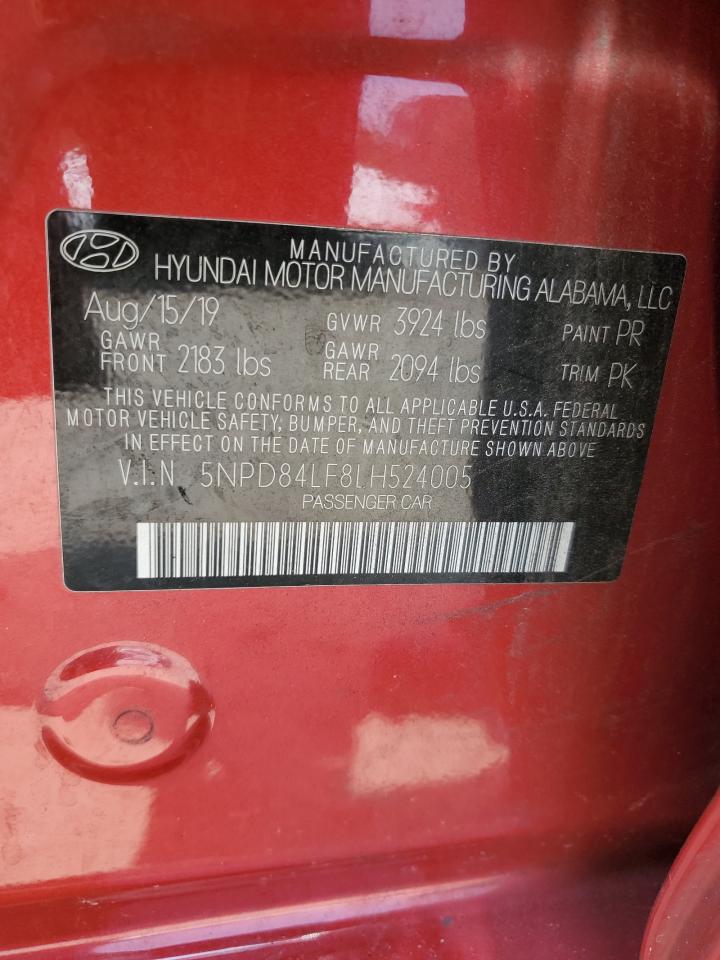 MANUFACTURED BY
HYUNDAI MOTOR MANUFACTURING ALABAMA, LLC
Aug/15/19 GVWR 3924 lbs PAINT PR
GAWR FRONT 2183 lbs GAWR REAR 2094 lbs TRIM PK
THIS VEHICLE CONFORMS TO ALL APPLICABLE U.S.A. FEDERAL
MOTOR VEHICLE SAFETY, BUMPER, AND THEFT PREVENTION STANDARDS
IN EFFECT ON THE DATE OF MANUFACTURE SHOWN ABOVE
V.I.N 5NPD84LF8LH524005
PASSENGER CAR